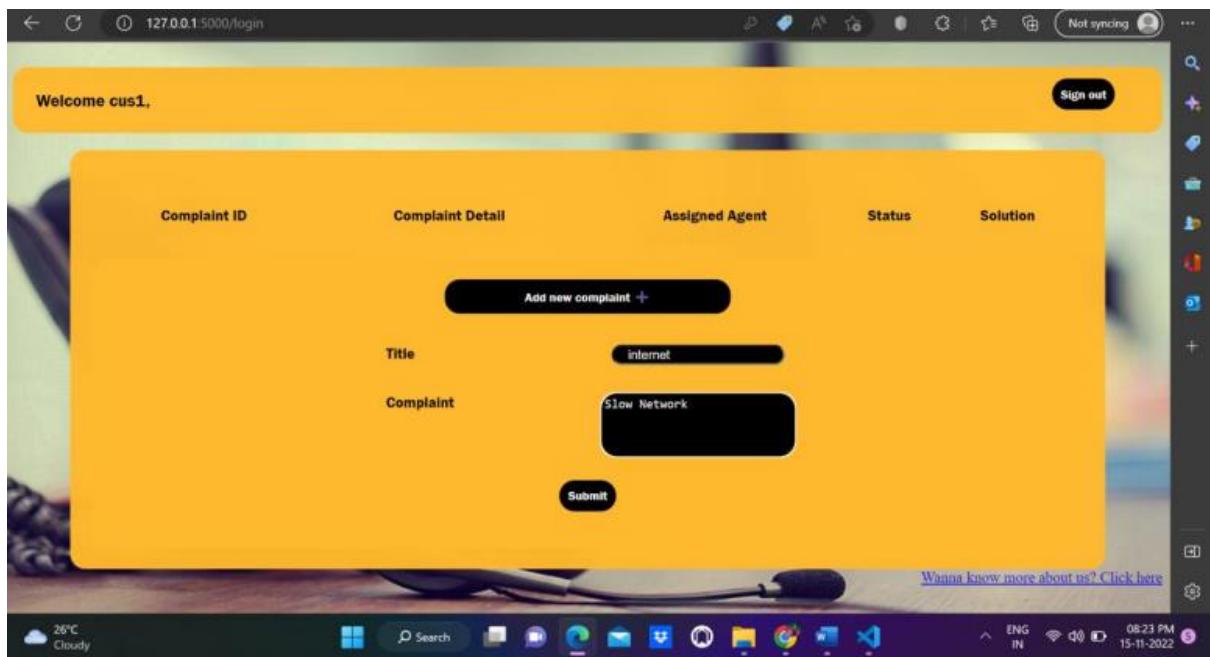 127.0.0.1:5000/login
Not syncing
Welcome cus1,
Sign out
Complaint ID Complaint Detail Assigned Agent Status Solution
Add new complaint +
Title internet
Complaint Slow Network
Submit
Wanna know more about us? Click here
26°C
Cloudy
Search
ENG
IN
08:23 PM
15-11-2022